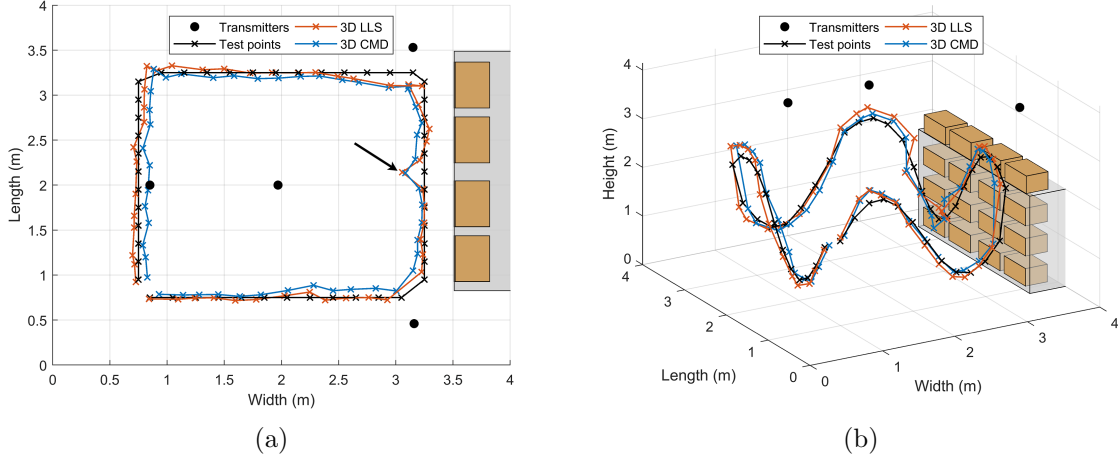 Transmitters
3D LLS
Test points
3D CMD
4
3.5
3
2.5
2
1.5
1
0.5
0
Length (m)
0
0.5
1
1.5
2
2.5
3
3.5
4
Width (m)
(a)
Transmitters
3D LLS
Test points
3D CMD
4
3
2
1
0
Height (m)
4
3
2
1
0
Length (m)
0
1
2
3
4
Width (m)
(b)